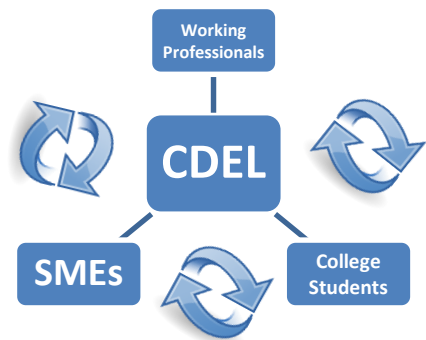 Working
Professionals
CDEL
SMEs
College
Students